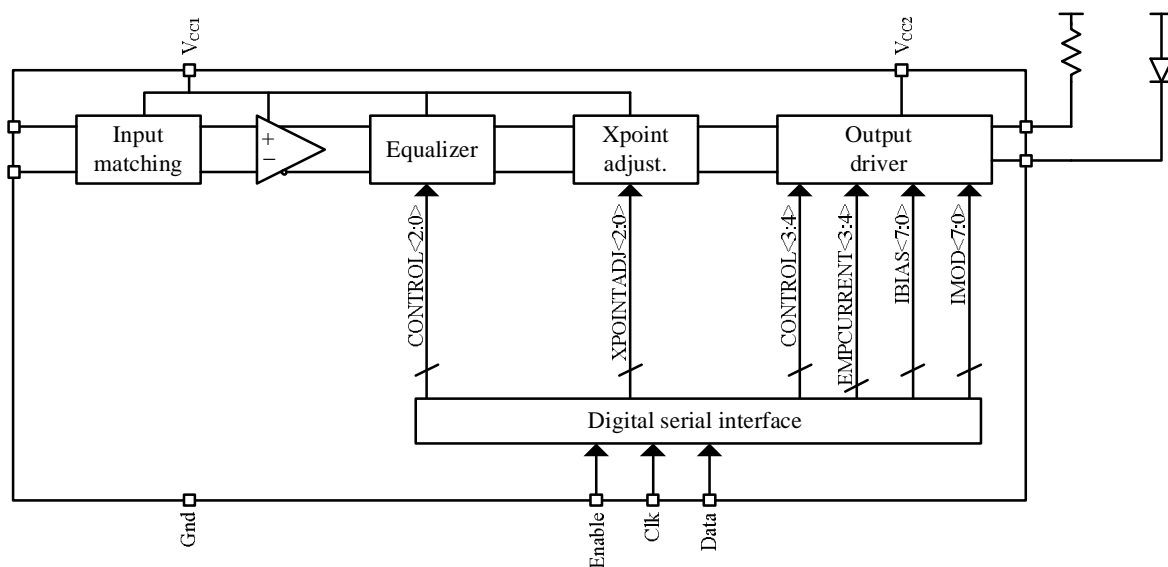 VCC1
VCC2
Input
matching
+
−
Equalizer
Xpoint
adjust.
Output
driver
CONTROL<2:0>
XPOINTADJ<2:0>
CONTROL<3:4>
EMPCURRENT<3:4>
IBIAS<7:0>
IMOD<7:0>
Digital serial interface
Gnd
Enable
Clk
Data